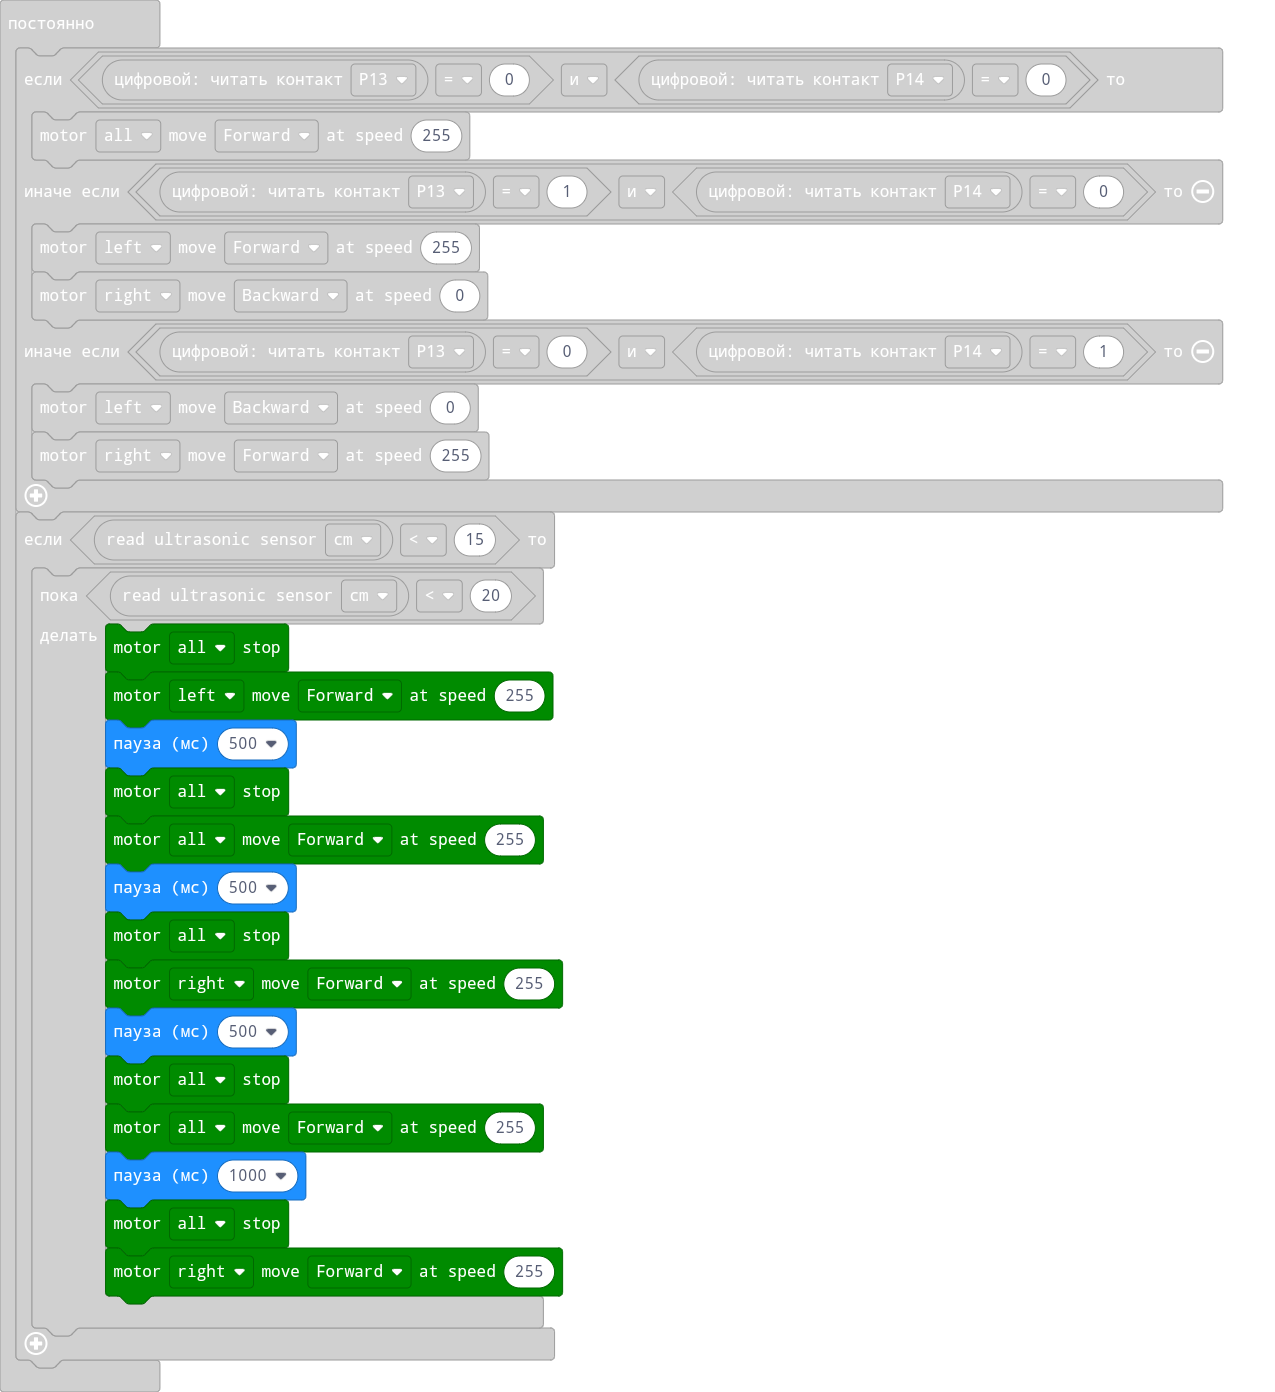 постоянно
если цифровой: читать контакт P13 = 0 и цифровой: читать контакт P14 = 0 то
motor all move Forward at speed 255
иначе если цифровой: читать контакт P13 = 1 и цифровой: читать контакт P14 = 0 то
motor left move Forward at speed 255
motor right move Backward at speed 0
иначе если цифровой: читать контакт P13 = 0 и цифровой: читать контакт P14 = 1 то
motor left move Backward at speed 0
motor right move Forward at speed 255
если read ultrasonic sensor cm < 15 то
пока read ultrasonic sensor cm < 20
делать
motor all stop
motor left move Forward at speed 255
пауза (мс) 500
motor all stop
motor all move Forward at speed 255
пауза (мс) 500
motor all stop
motor right move Forward at speed 255
пауза (мс) 500
motor all stop
motor all move Forward at speed 255
пауза (мс) 1000
motor all stop
motor right move Forward at speed 255